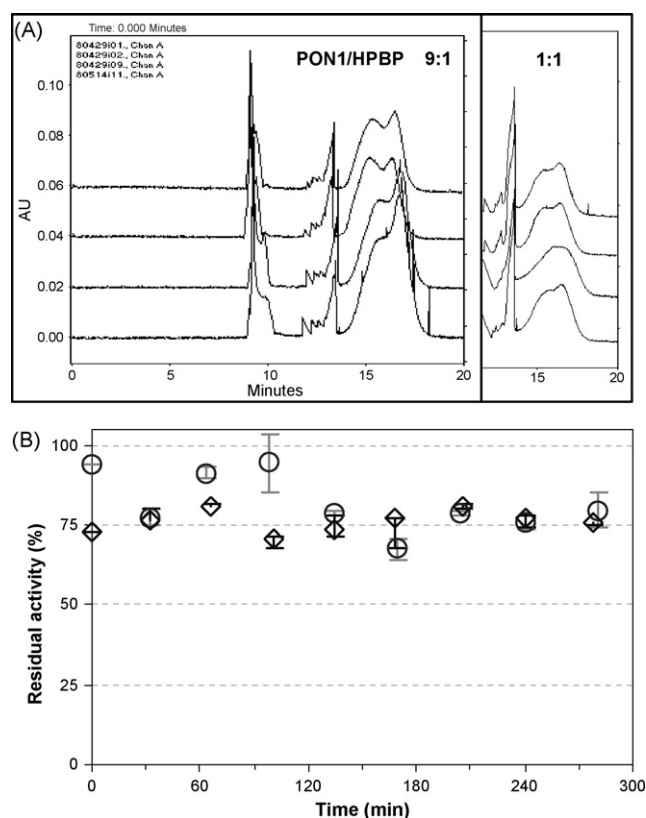 (A)
Time: 0.000 Minutes
80429i01., Chan A
80429i02., Chan A
80429i09., Chan A
80514i11., Chan A
PON1/HPBP 9:1
1:1
0.10
0.08
0.06
0.04
0.02
0.00
AU
0
5
10
15
20
Minutes
15
20
(B)
100
75
50
25
0
Residual activity (%)
0
60
120
180
240
300
Time (min)